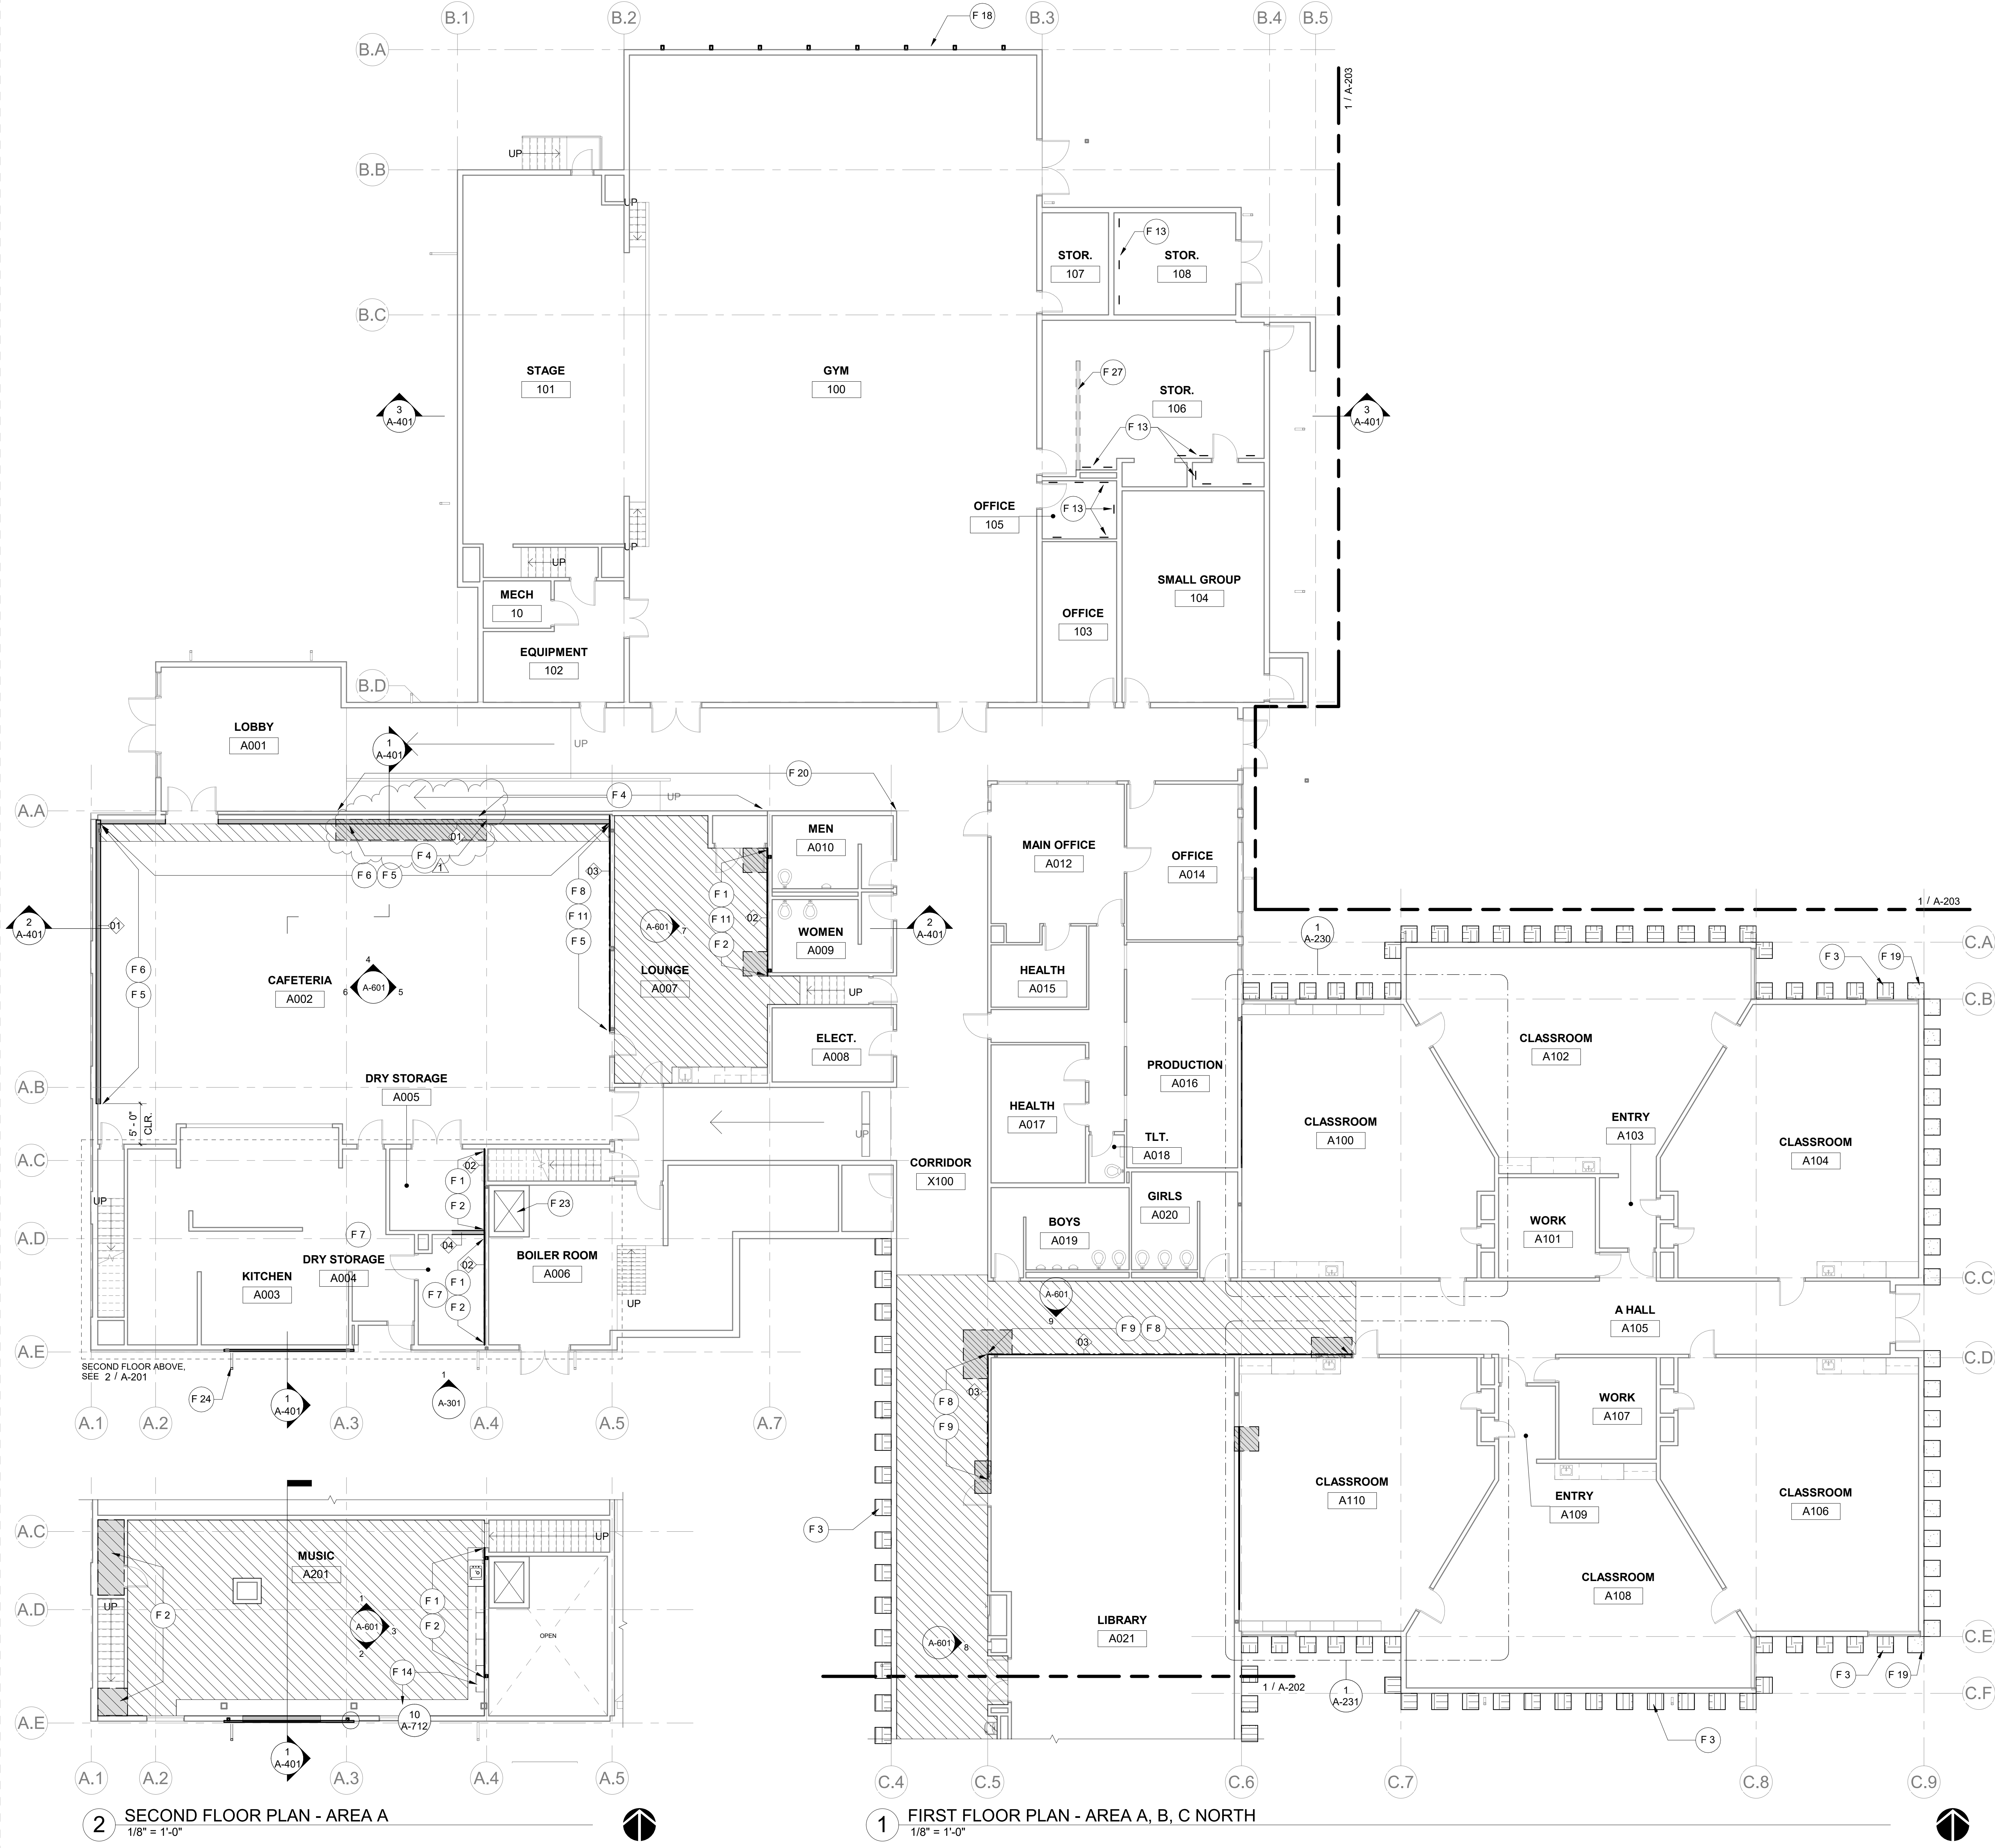 B.1
B.2
B.3
B.4
B.5
F 18
B.A
1 / A-203
UP
B.B
UP
F 13
STOR.
107
STOR.
108
B.C
STAGE
101
GYM
100
F 27
STOR.
106
3
A-401
3
A-401
F 13
OFFICE
105
F 13
UP
UP
MECH
10
SMALL GROUP
104
OFFICE
103
EQUIPMENT
102
B.D
LOBBY
A001
1
A-401
UP
F 20
F 4
UP
A.A
01
MEN
A010
F 4
1
F 6
F 5
MAIN OFFICE
A012
OFFICE
A014
03
F 8
F 11
F 5
F 1
F 11
F 2
02
2
A-401
01
A-601
7
2
A-401
WOMEN
A009
1
A-230
1 / A-203
C.A
F 6
F 5
CAFETERIA
A002
4
A-601
6
5
LOUNGE
A007
UP
HEALTH
A015
F 3
F 19
C.B
ELECT.
A008
CLASSROOM
A102
PRODUCTION
A016
DRY STORAGE
A005
A.B
5' - 0"
CLR.
HEALTH
A017
CLASSROOM
A100
ENTRY
A103
CLASSROOM
A104
UP
TLT.
A018
A.C
02
F 1
F 2
CORRIDOR
X100
UP
F 23
GIRLS
A020
BOYS
A019
WORK
A101
A.D
F 7
04
DRY STORAGE
A004
02
BOILER ROOM
A006
KITCHEN
A003
F 7
F 1
F 2
UP
C.C
A-601
9
A HALL
A105
F 9
F 8
03
A.E
C.D
SECOND FLOOR ABOVE,
SEE 2 / A-201
F 24
1
A-401
1
A-301
03
F 8
F 9
WORK
A107
A.1
A.2
A.3
A.4
A.5
A.7
CLASSROOM
A110
ENTRY
A109
CLASSROOM
A106
F 3
A.C
UP
MUSIC
A201
CLASSROOM
A108
A.D
UP
F 2
F 1
F 2
1
A-601
3
2
OPEN
LIBRARY
A021
A-601
8
C.E
F 14
F 3
F 19
1 / A-202
1
A-231
C.F
A.E
10
A-712
F 3
1
A-401
A.1
A.2
A.3
A.4
A.5
C.4
C.5
C.6
C.7
C.8
C.9
2
SECOND FLOOR PLAN - AREA A
1/8" = 1'-0"
1
FIRST FLOOR PLAN - AREA A, B, C NORTH
1/8" = 1'-0"